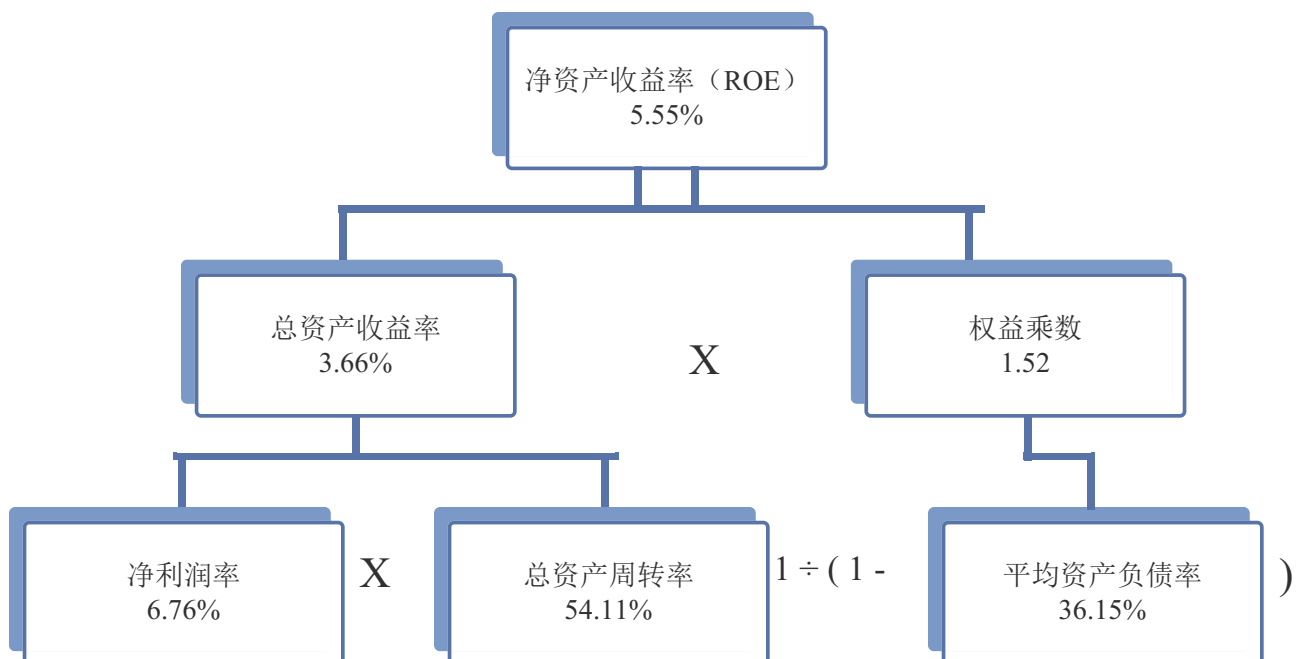 净资产收益率（ROE）
5.55%
总资产收益率
3.66%
X
权益乘数
1.52
净利润率
6.76%
X
总资产周转率
54.11%
1 ÷ ( 1 -
平均资产负债率
36.15%
)